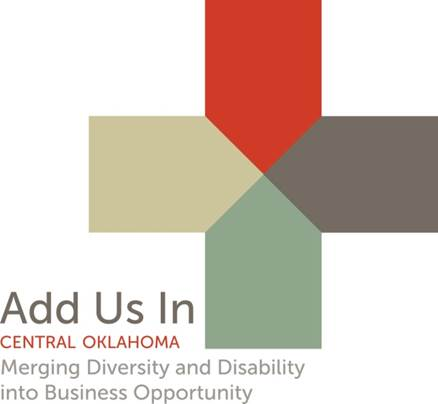 Add Us In
CENTRAL OKLAHOMA
Merging Diversity and Disability
into Business Opportunity